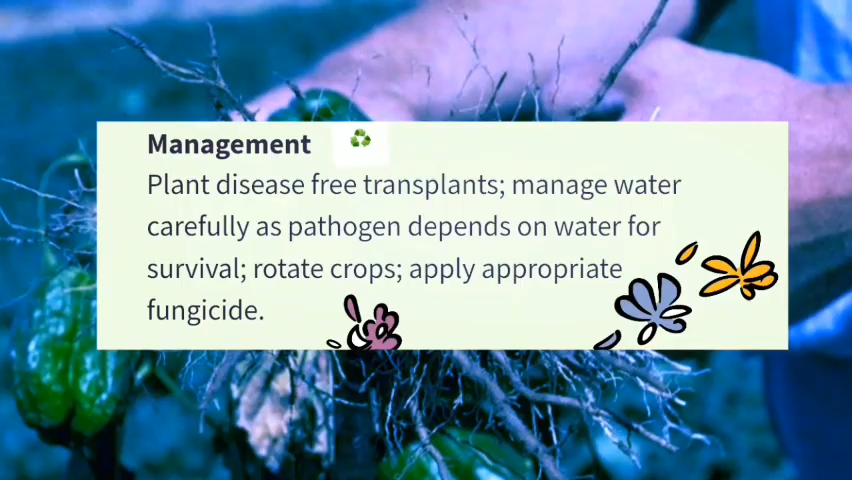 Management
Plant disease free transplants; manage water
carefully as pathogen depends on water for
survival; rotate crops; apply appropriate
fungicide.